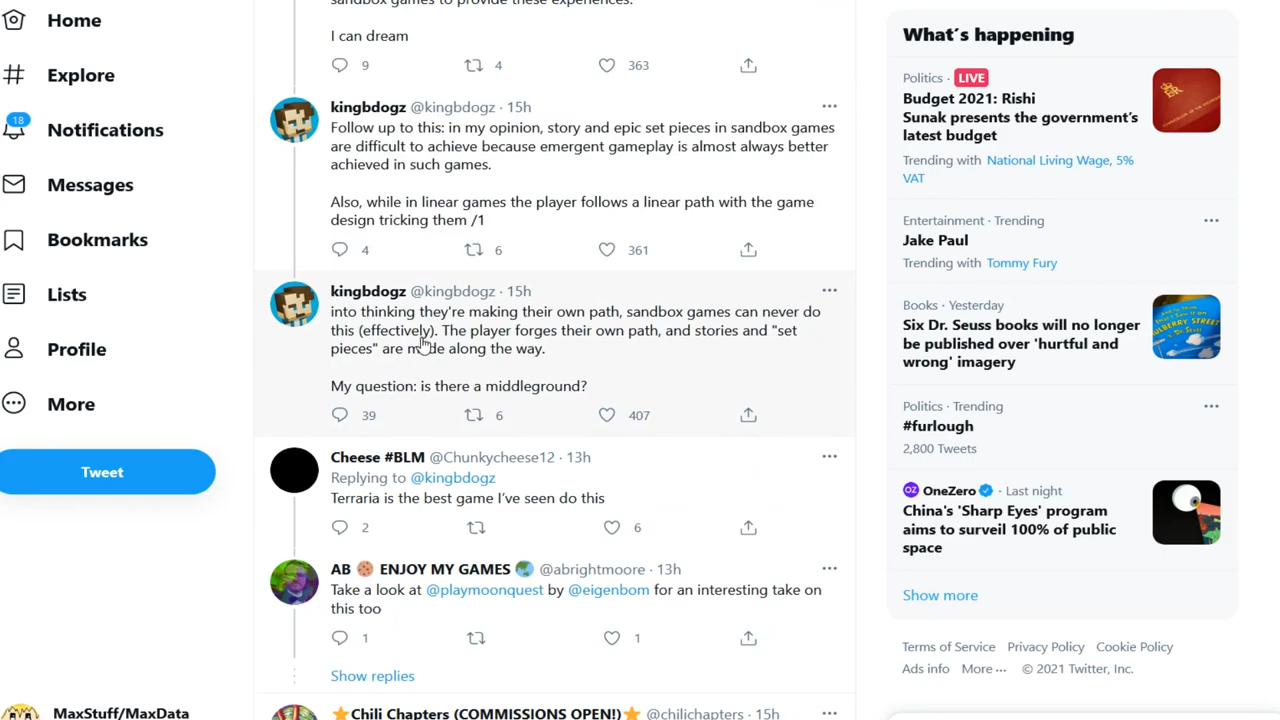 Home
Explore
18
Notifications
Messages
Bookmarks
Lists
Profile
More
Tweet
MaxStuff/MaxData
sandbox games to provide these experiences.
I can dream
9 4 363
kingbdogz @kingbdogz · 15h
Follow up to this: in my opinion, story and epic set pieces in sandbox games
are difficult to achieve because emergent gameplay is almost always better
achieved in such games.
Also, while in linear games the player follows a linear path with the game
design tricking them /1
4 6 361
kingbdogz @kingbdogz · 15h
into thinking they're making their own path, sandbox games can never do
this (effectively). The player forges their own path, and stories and "set
pieces" are made along the way.
My question: is there a middleground?
39 6 407
Cheese #BLM @Chunkycheese12 · 13h
Replying to @kingbdogz
Terraria is the best game I've seen do this
2 6
AB 🍪 ENJOY MY GAMES 🌏 @abrightmoore · 13h
Take a look at @playmoonquest by @eigenbom for an interesting take on
this too
1 1
Show replies
⭐Chili Chapters (COMMISSIONS OPEN!)⭐ @chilichapters · 15h
What´s happening
Politics · LIVE
Budget 2021: Rishi
Sunak presents the government's
latest budget
Trending with National Living Wage, 5%
VAT
Entertainment · Trending
Jake Paul
Trending with Tommy Fury
Books · Yesterday
Six Dr. Seuss books will no longer
be published over 'hurtful and
wrong' imagery
Politics · Trending
#furlough
2,800 Tweets
OZ OneZero · Last night
China's 'Sharp Eyes' program
aims to surveil 100% of public
space
Show more
Terms of Service Privacy Policy Cookie Policy
Ads info More ··· © 2021 Twitter, Inc.